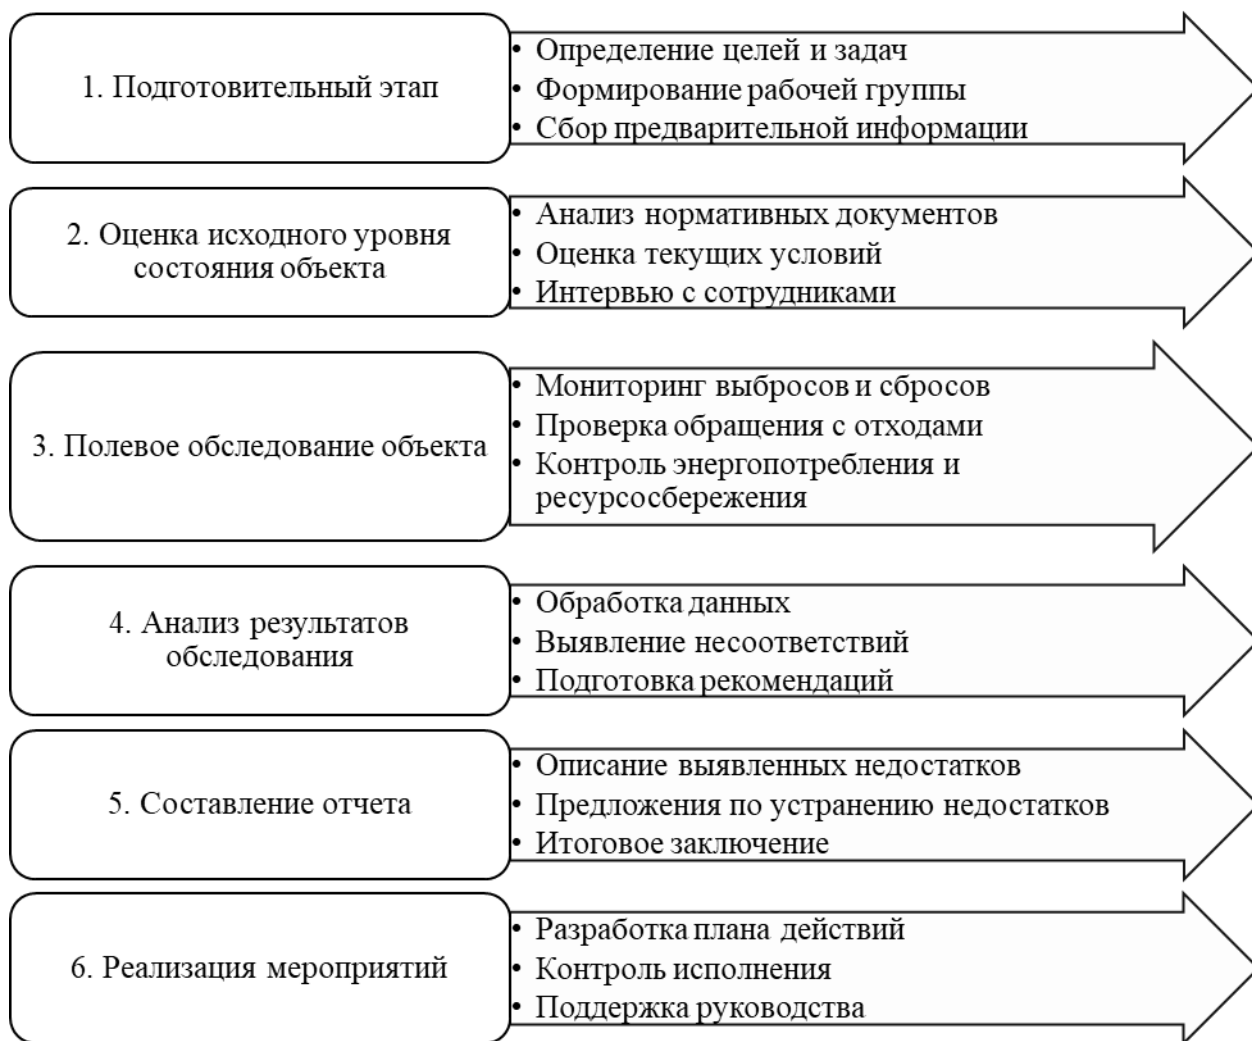 1. Подготовительный этап
• Определение целей и задач
• Формирование рабочей группы
• Сбор предварительной информации
2. Оценка исходного уровня
состояния объекта
• Анализ нормативных документов
• Оценка текущих условий
• Интервью с сотрудниками
3. Полевое обследование объекта
• Мониторинг выбросов и сбросов
• Проверка обращения с отходами
• Контроль энергопотребления и
ресурсосбережения
4. Анализ результатов
обследования
• Обработка данных
• Выявление несоответствий
• Подготовка рекомендаций
5. Составление отчета
• Описание выявленных недостатков
• Предложения по устранению недостатков
• Итоговое заключение
6. Реализация мероприятий
• Разработка плана действий
• Контроль исполнения
• Поддержка руководства